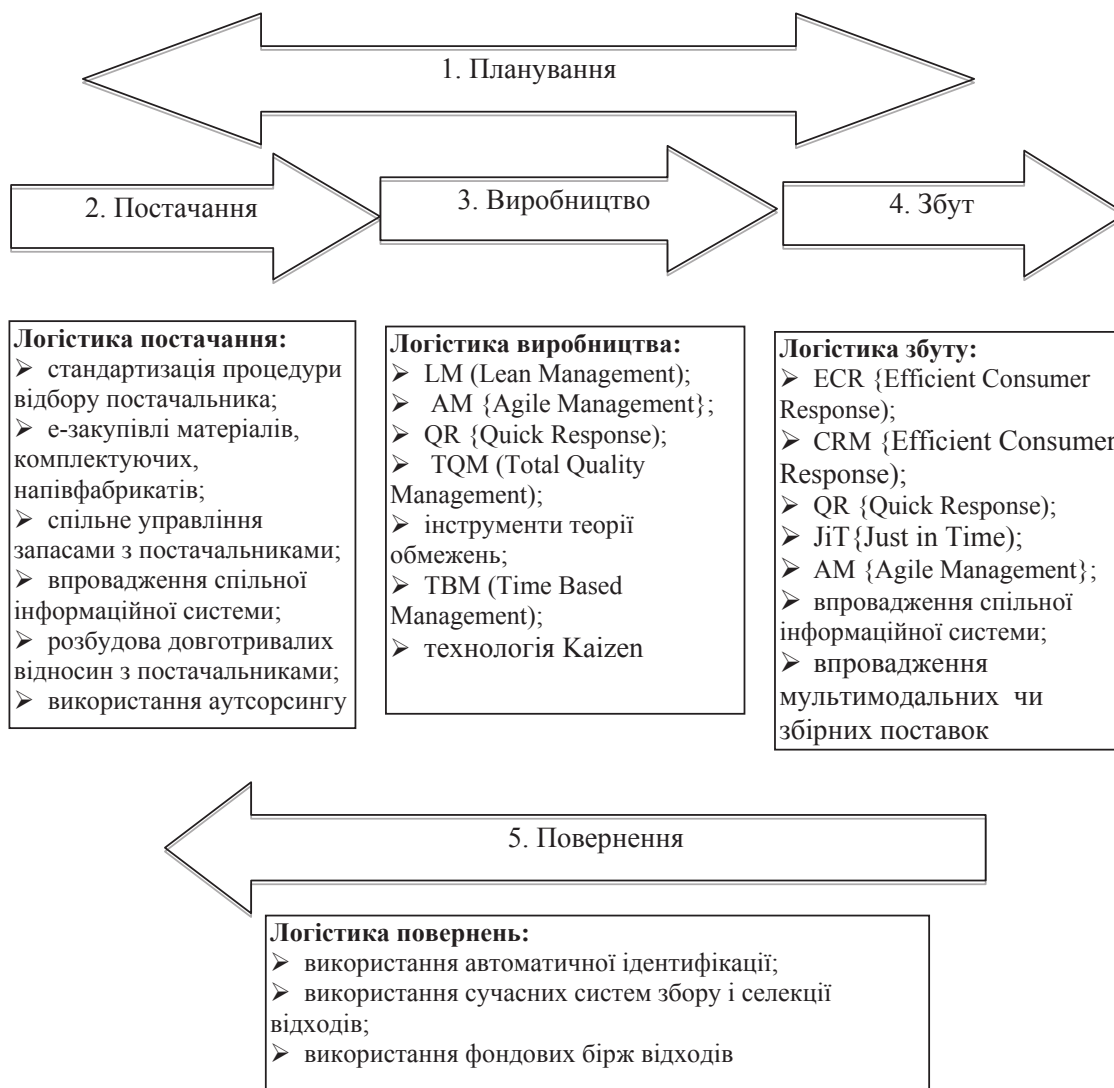 1. Планування
2. Постачання
3. Виробництво
4. Збут
Логістика постачання:
➢ стандартизація процедури
відбору постачальника;
➢ е-закупівлі матеріалів,
комплектуючих,
напівфабрикатів;
➢ спільне управління
запасами з постачальниками;
➢ впровадження спільної
інформаційної системи;
➢ розбудова довготривалих
відносин з постачальниками;
➢ використання аутсорсингу
Логістика виробництва:
➢ LM (Lean Management);
➢ AM {Agile Management};
➢ QR {Quick Response);
➢ TQM (Total Quality
Management);
➢ інструменти теорії
обмежень;
➢ TBM (Time Based
Management);
➢ технологія Kaizen
Логістика збуту:
➢ ECR {Efficient Consumer
Response);
➢ CRM {Efficient Consumer
Response);
➢ QR {Quick Response);
➢ JiT{Just in Time);
➢ AM {Agile Management};
➢ впровадження спільної
інформаційної системи;
➢ впровадження
мультимодальних чи
збірних поставок
5. Повернення
Логістика повернень:
➢ використання автоматичної ідентифікації;
➢ використання сучасних систем збору і селекції
відходів;
➢ використання фондових бірж відходів